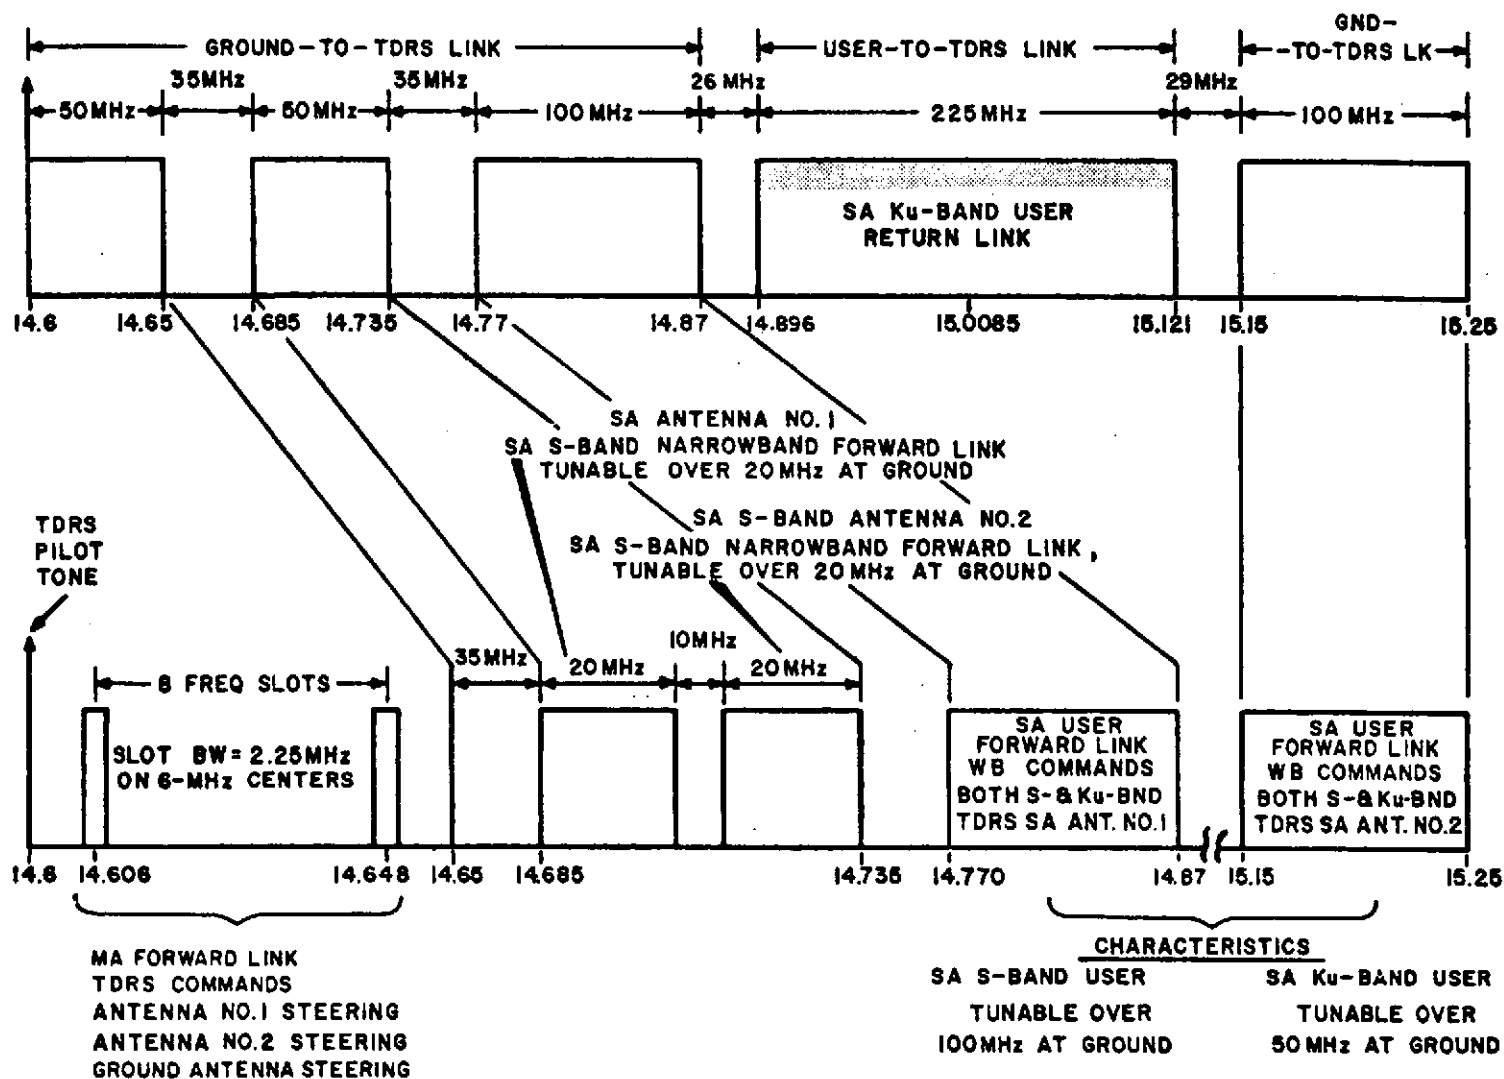 GROUND-TO-TDRS LINK
USER-TO-TDRS LINK
GND-
-TO-TDRS LK
50MHz
35MHz
50MHz
35MHz
100MHz
26MHz
225MHz
29MHz
100MHz
SA Ku-BAND USER
RETURN LINK
14.6
14.65
14.685
14.735
14.77
14.87
14.896
15.0085
15.121
15.15
15.25
SA ANTENNA NO.1
SA S-BAND NARROWBAND FORWARD LINK
TUNABLE OVER 20MHz AT GROUND
SA S-BAND ANTENNA NO.2
SA S-BAND NARROWBAND FORWARD LINK,
TUNABLE OVER 20MHz AT GROUND
TDRS
PILOT
TONE
8 FREQ SLOTS
35MHz
20MHz
10MHz
20MHz
SLOT BW=2.25MHz
ON 6-MHz CENTERS
SA USER
FORWARD LINK
WB COMMANDS
BOTH S-&Ku-BND
TDRS SA ANT. NO.1
SA USER
FORWARD LINK
WB COMMANDS
BOTH S-&Ku-BND
TDRS SA ANT. NO.2
14.6
14.606
14.648
14.65
14.685
14.735
14.770
14.87
15.15
15.25
MA FORWARD LINK
TDRS COMMANDS
ANTENNA NO.1 STEERING
ANTENNA NO.2 STEERING
GROUND ANTENNA STEERING
CHARACTERISTICS
SA S-BAND USER
TUNABLE OVER
100MHz AT GROUND
SA Ku-BAND USER
TUNABLE OVER
50MHz AT GROUND